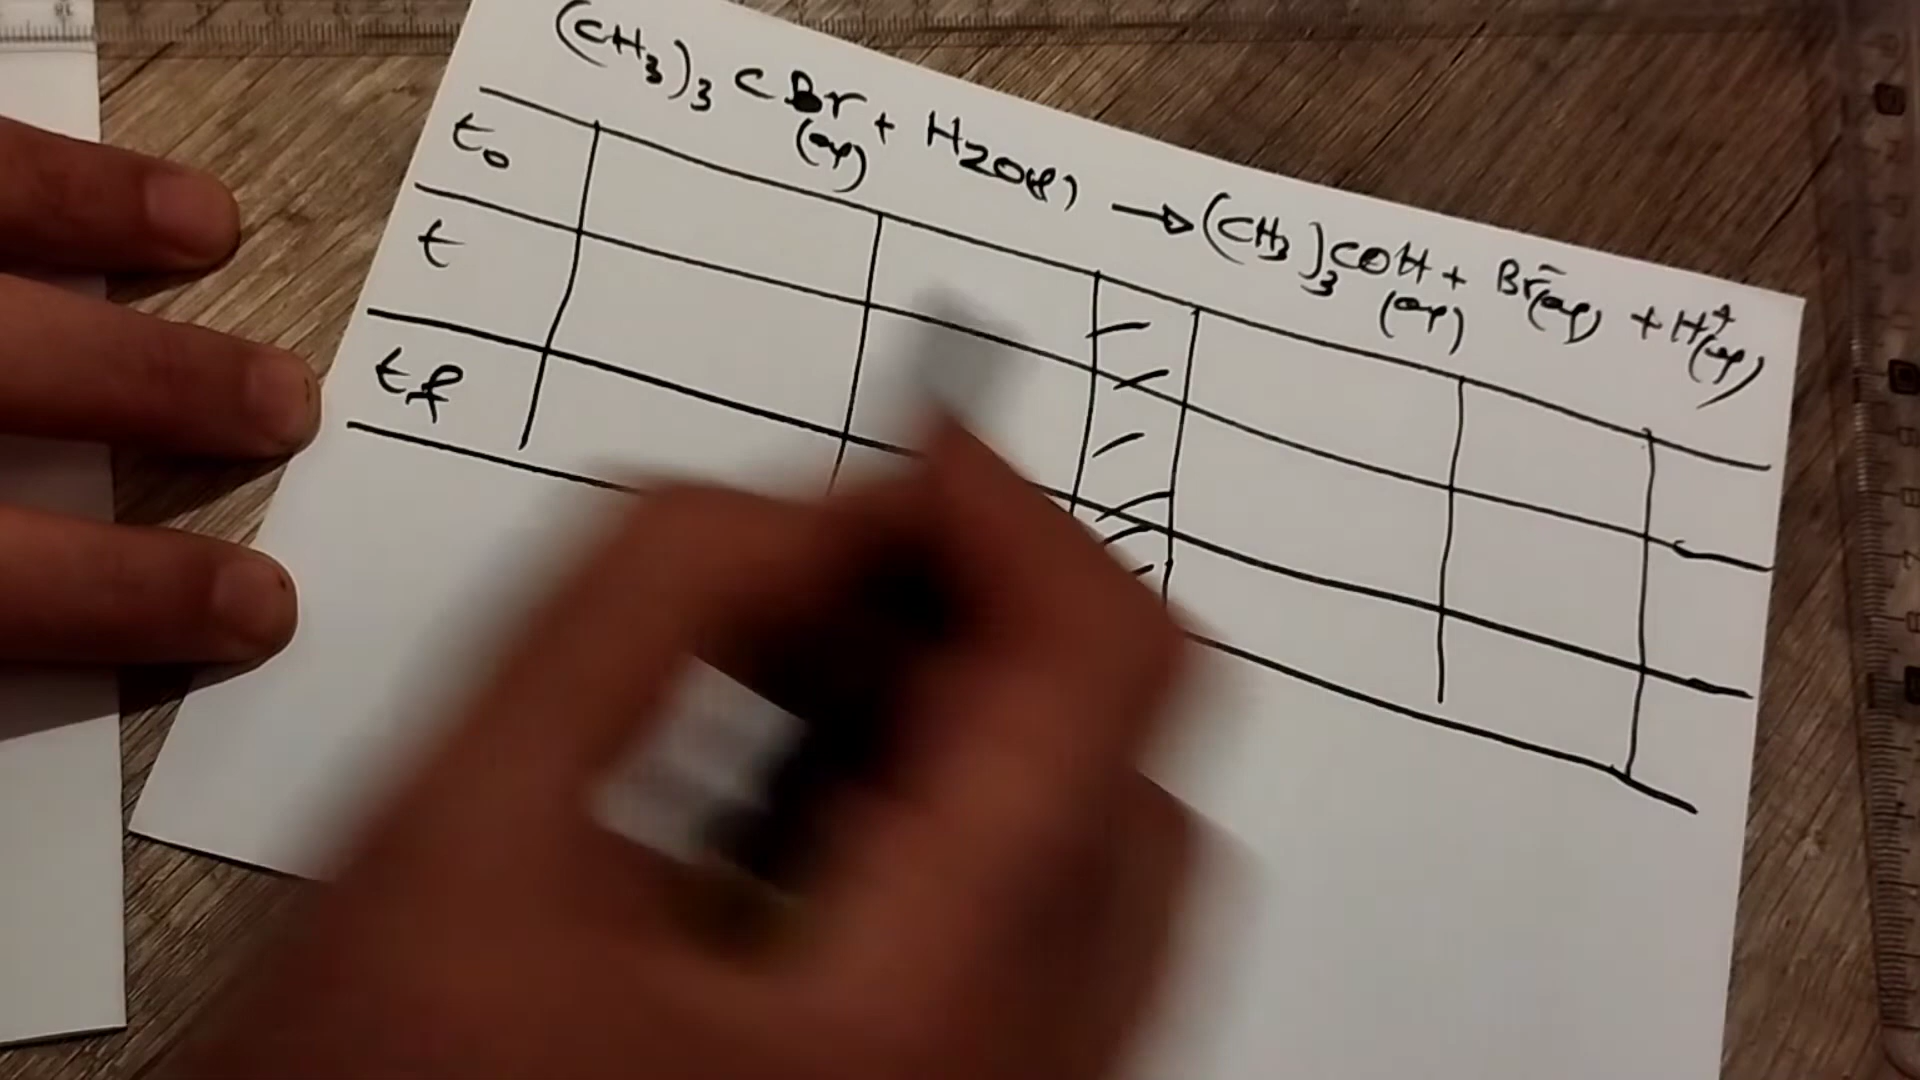 (CH3)3CBr(aq) + H2O(l) → (CH3)3COH(aq) + Br-(aq) + H+(aq)
t0
t
tf